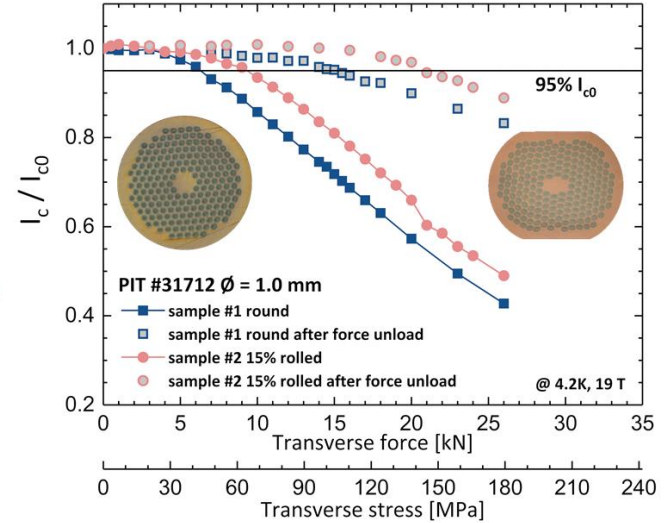 1.0
0.8
0.6
0.4
0.2
Ic / Ic0
95% Ic0
PIT #31712 Ø = 1.0 mm
sample #1 round
sample #1 round after force unload
sample #2 15% rolled
sample #2 15% rolled after force unload
@ 4.2K, 19 T
0 5 10 15 20 25 30 35
Transverse force [kN]
0 30 60 90 120 150 180 210 240
Transverse stress [MPa]